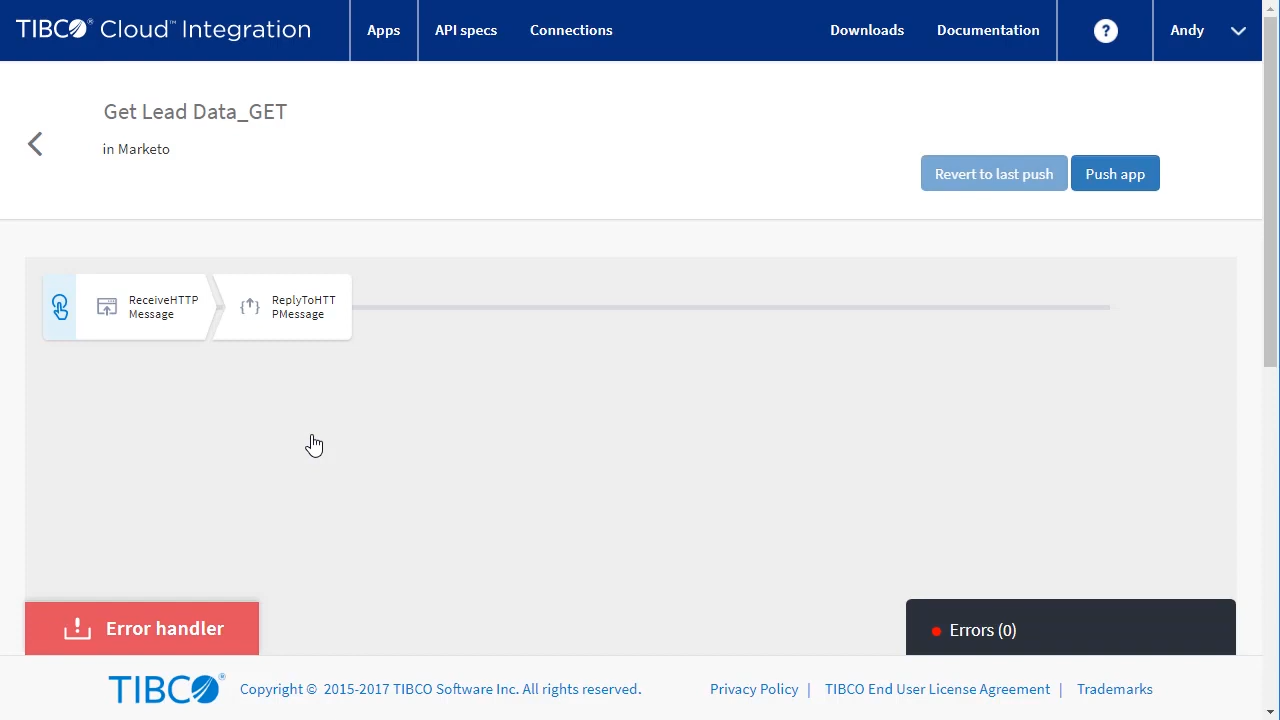 TIBCO® Cloud™ Integration
Apps
API specs
Connections
Downloads
Documentation
?
Andy
Get Lead Data_GET
in Marketo
Revert to last push
Push app
ReceiveHTTP
Message
ReplyToHTT
PMessage
Error handler
Errors (0)
TIBCO®
Copyright © 2015-2017 TIBCO Software Inc. All rights reserved.
Privacy Policy | TIBCO End User License Agreement | Trademarks